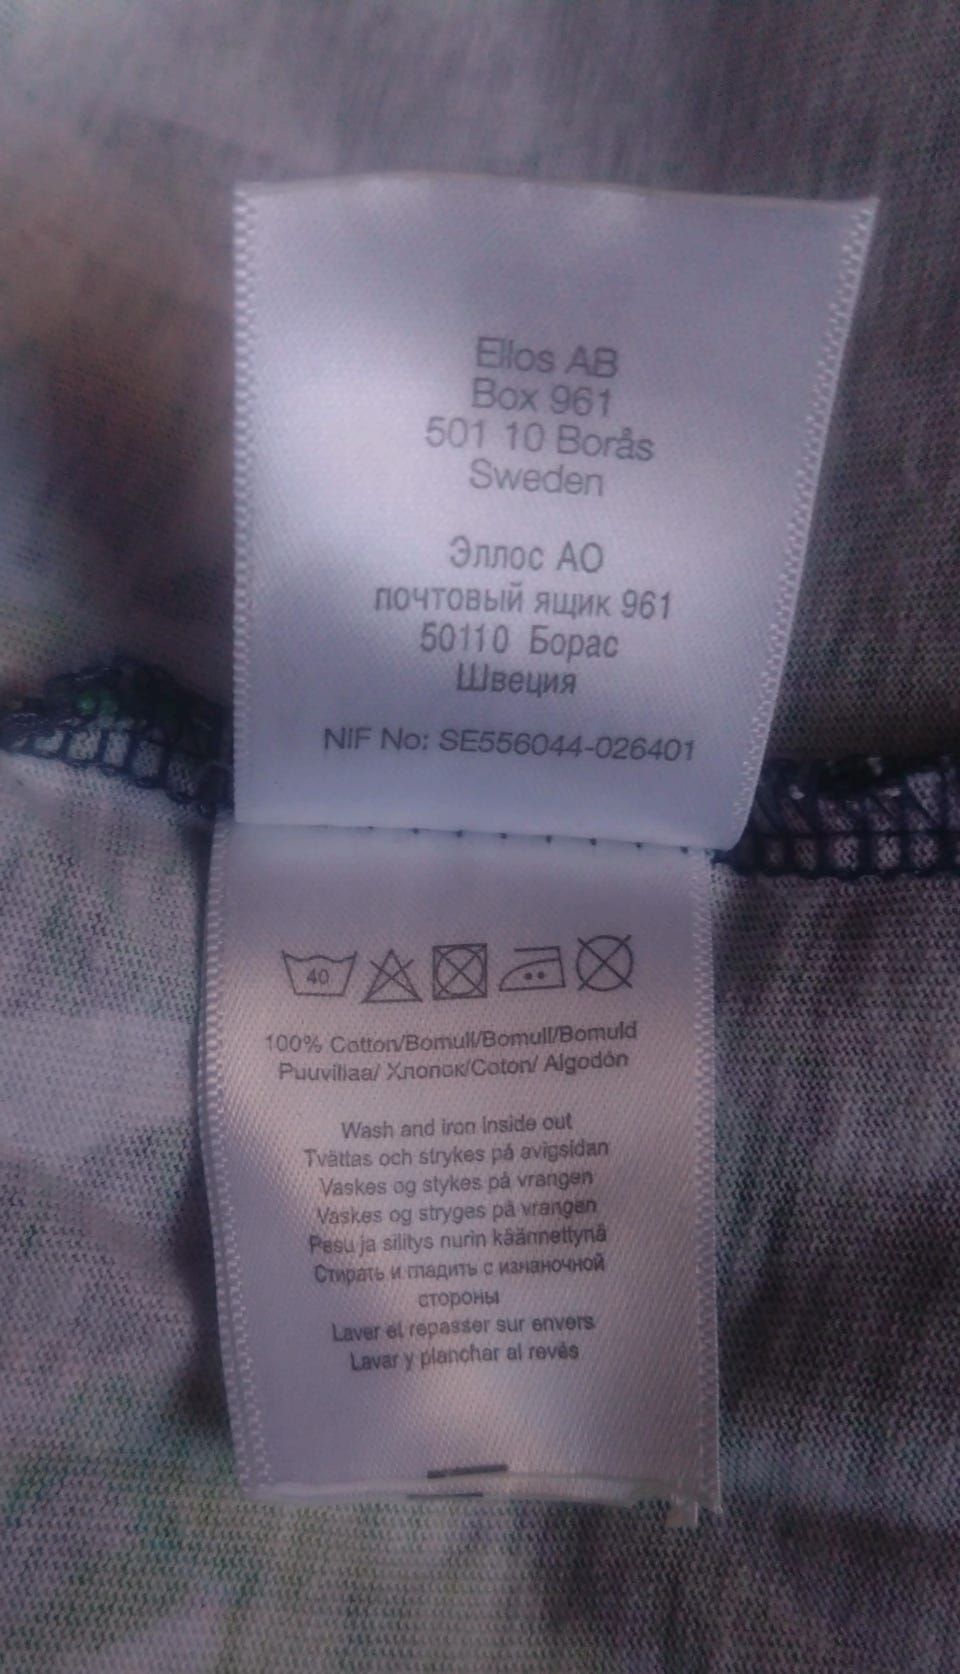 Ellos AB
Box 961
501 10 Borås
Sweden
Эллос АО
почтовый ящик 961
50110 Борас
Швеция
NIF No: SE556044-026401
40
100% Cotton/Bomull/Bomull/Bomuld
Puuvillaa/ Хлопок/Coton/ Algodón
Wash and iron inside out
Tvättas och strykes på avigsidan
Vaskes og stykes på vrangen
Vaskes og stryges på vrangen
Pesu ja silitys nurin käännettynä
Стирать и гладить с изнаночной
стороны
Laver et repasser sur envers
Lavar y planchar al revés